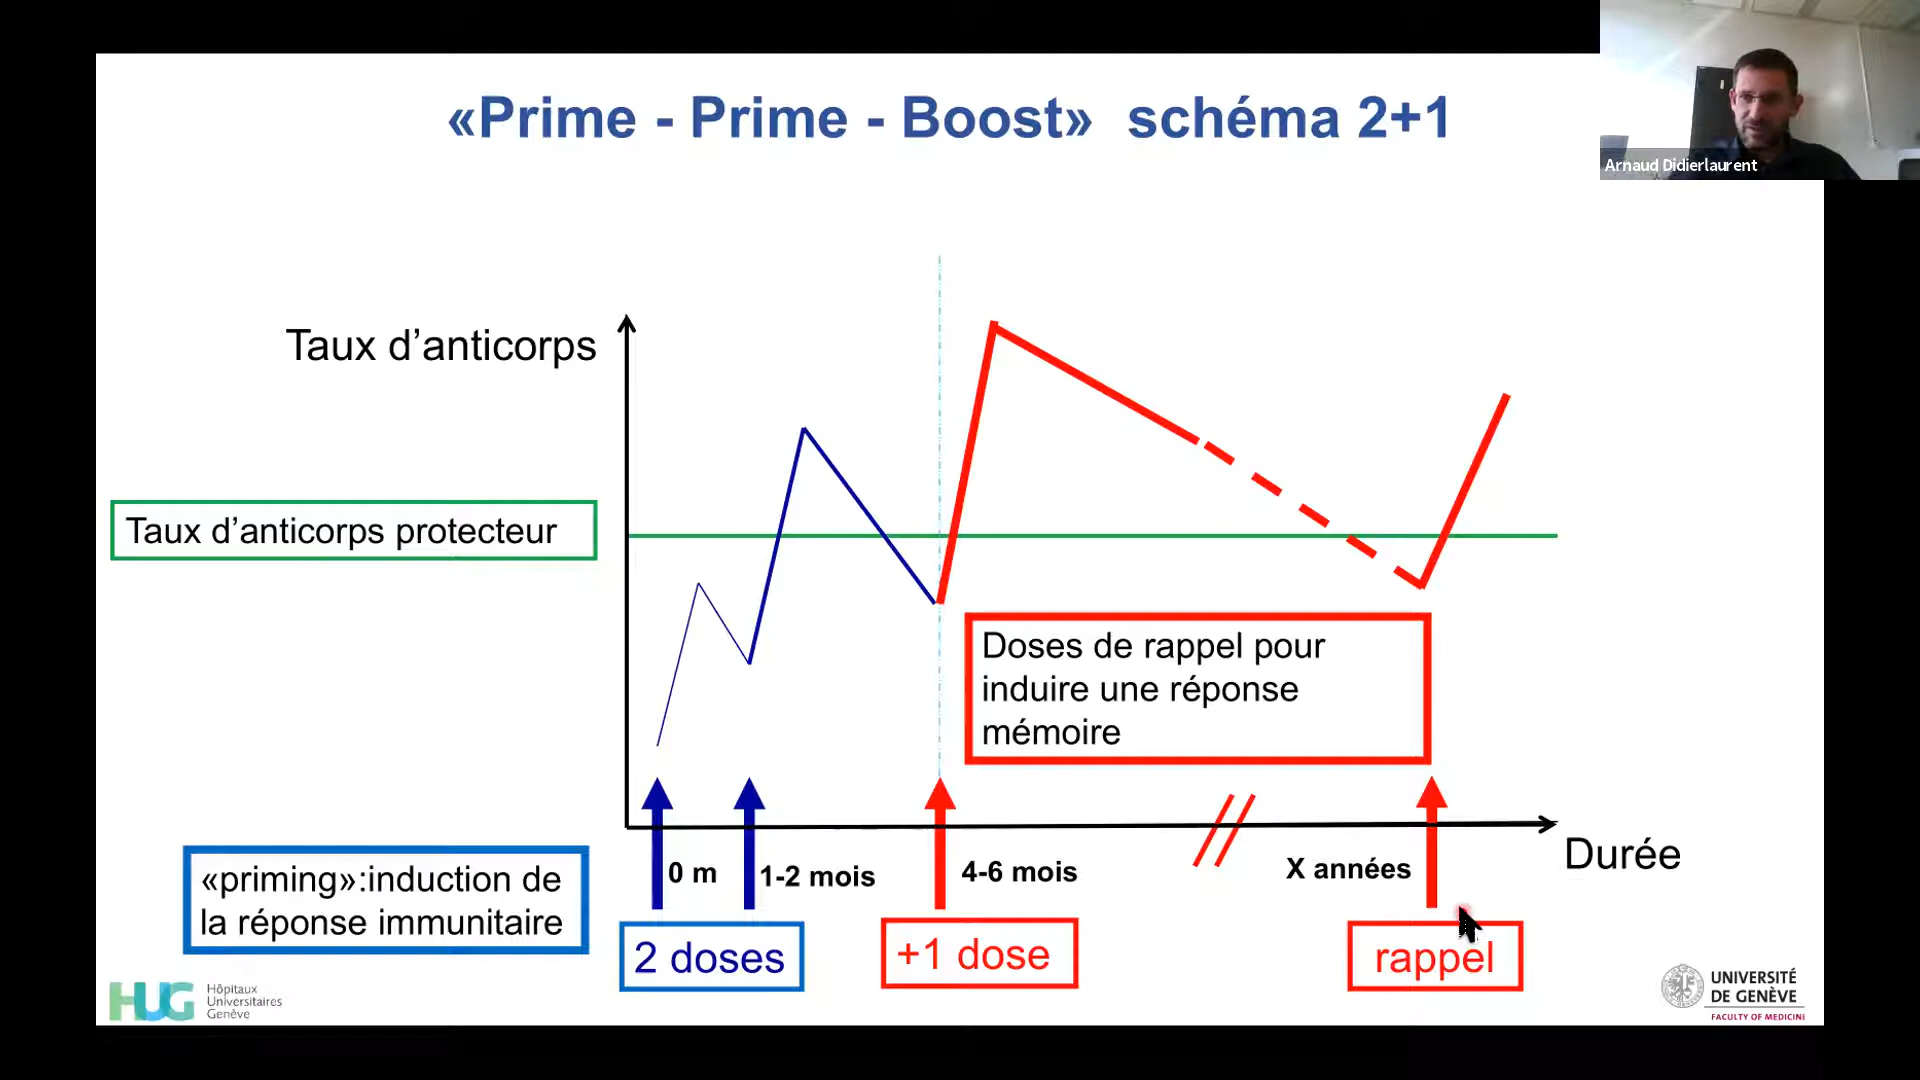 «Prime - Prime - Boost» schéma 2+1
Arnaud Didierlaurent
Taux d’anticorps
Taux d’anticorps protecteur
Doses de rappel pour
induire une réponse
mémoire
0 m
1-2 mois
4-6 mois
X années
Durée
«priming»:induction de
la réponse immunitaire
2 doses
+1 dose
rappel
HUG
Hôpitaux
Universitaires
Genève
UNIVERSITÉ
DE GENÈVE
FACULTY OF MEDICINE